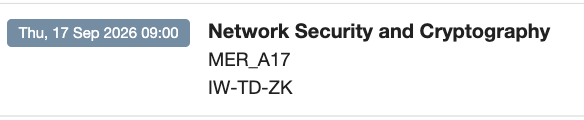 Thu, 17 Sep 2026 09:00
Network Security and Cryptography
MER_A17
IW-TD-ZK